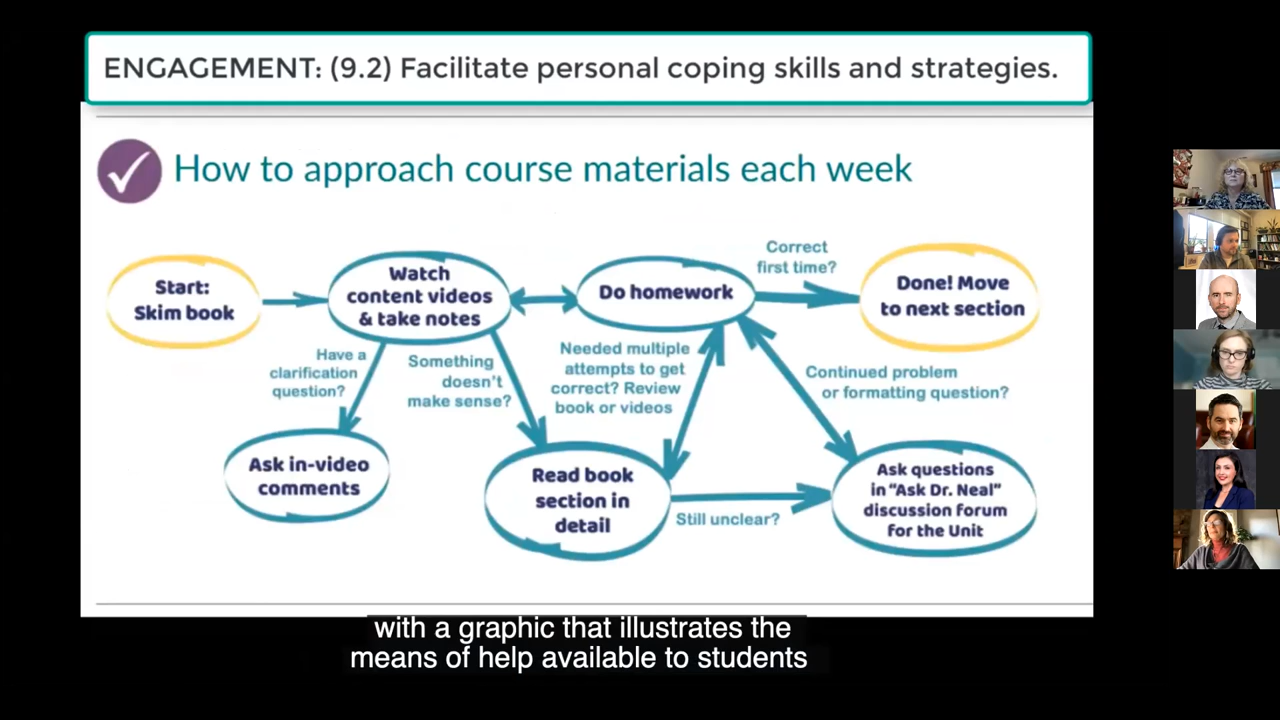 ENGAGEMENT: (9.2) Facilitate personal coping skills and strategies.
How to approach course materials each week
Start:
Skim book
Watch
content videos
& take notes
Do homework
Correct
first time?
Done! Move
to next section
Have a
clarification
question?
Something
doesn't
make sense?
Needed multiple
attempts to get
correct? Review
book or videos
Continued problem
or formatting question?
Ask in-video
comments
Read book
section in
detail
Still unclear?
Ask questions
in "Ask Dr. Neal"
discussion forum
for the Unit
with a graphic that illustrates the
means of help available to students